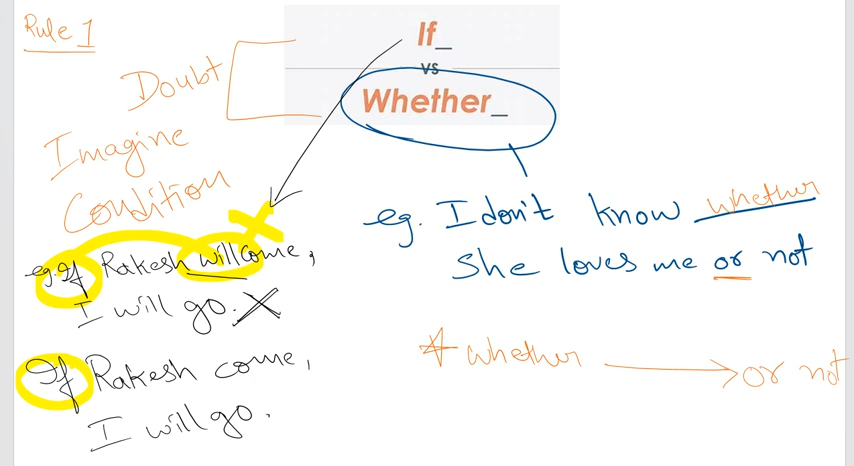 Rule 1
If_
vs
Whether_
Doubt
Imagine
Condition
eg. If Rakesh will come,
I will go.
If Rakesh come,
I will go.
eg. I don't know whether
She loves me or not
* whether → or not